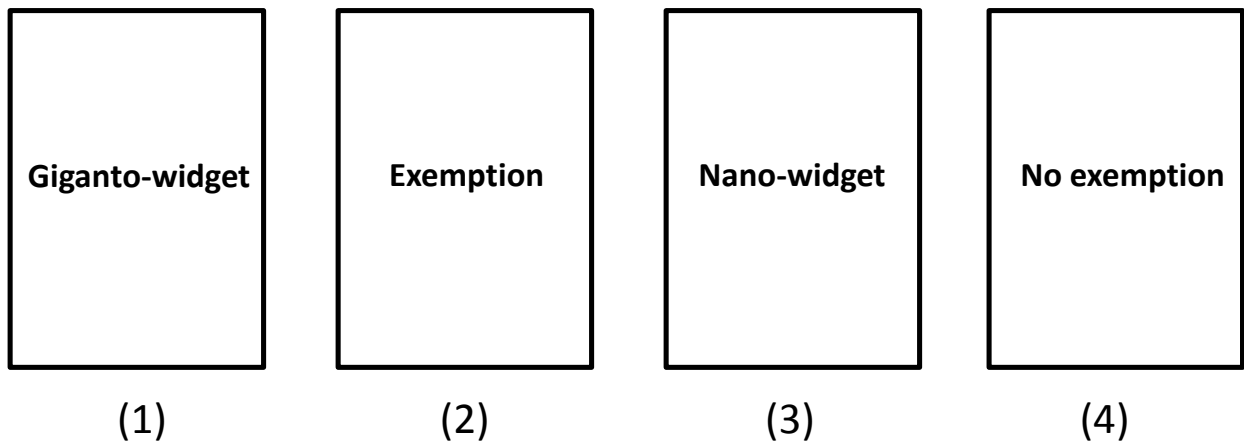 Giganto-widget
Exemption
Nano-widget
No exemption
(1)
(2)
(3)
(4)